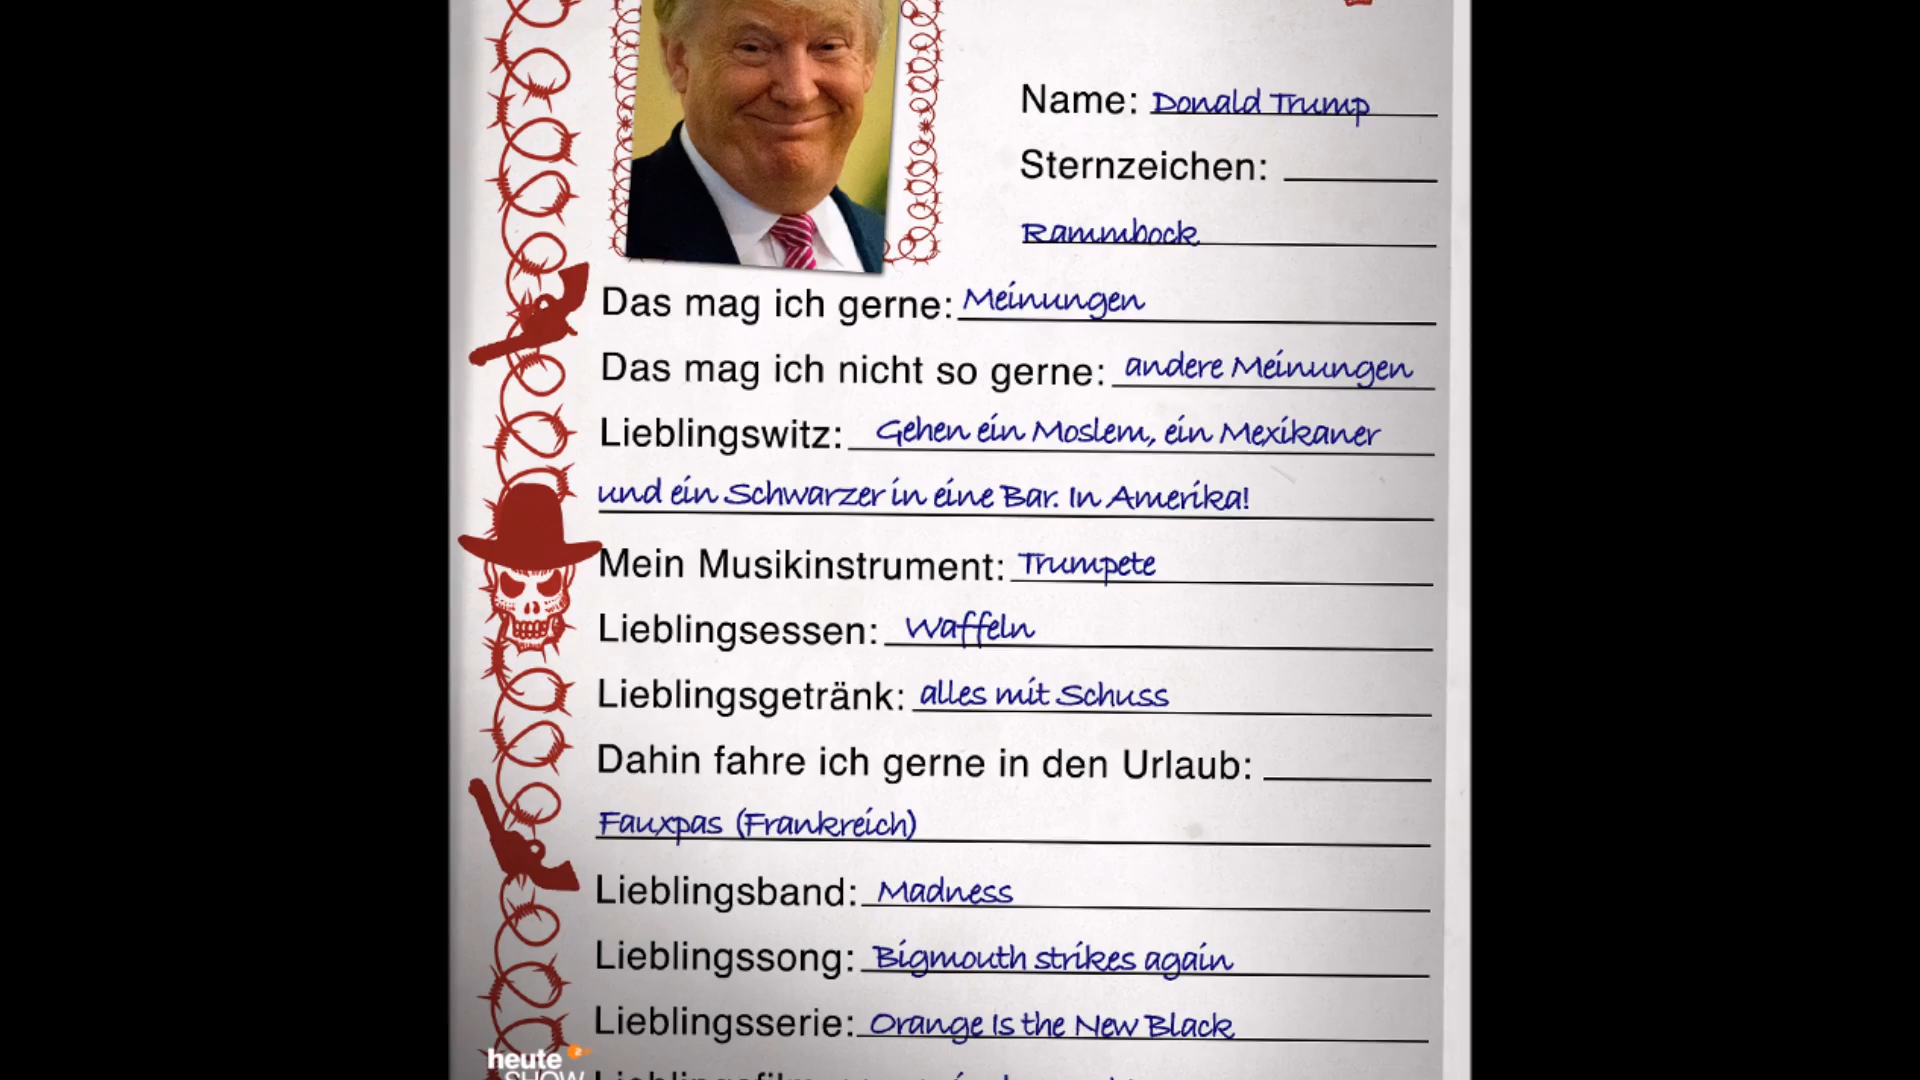 Name: Donald Trump
Sternzeichen:
Rammbock
Das mag ich gerne: Meinungen
Das mag ich nicht so gerne: andere Meinungen
Lieblingswitz: Gehen ein Moslem, ein Mexikaner
und ein Schwarzer in eine Bar. In Amerika!
Mein Musikinstrument: Trumpete
Lieblingsessen: Waffeln
Lieblingsgetränk: alles mit Schuss
Dahin fahre ich gerne in den Urlaub:
Fauxpas (Frankreich)
Lieblingsband: Madness
Lieblingssong: Bigmouth strikes again
Lieblingsserie: Orange Is the New Black
heute
SHOW